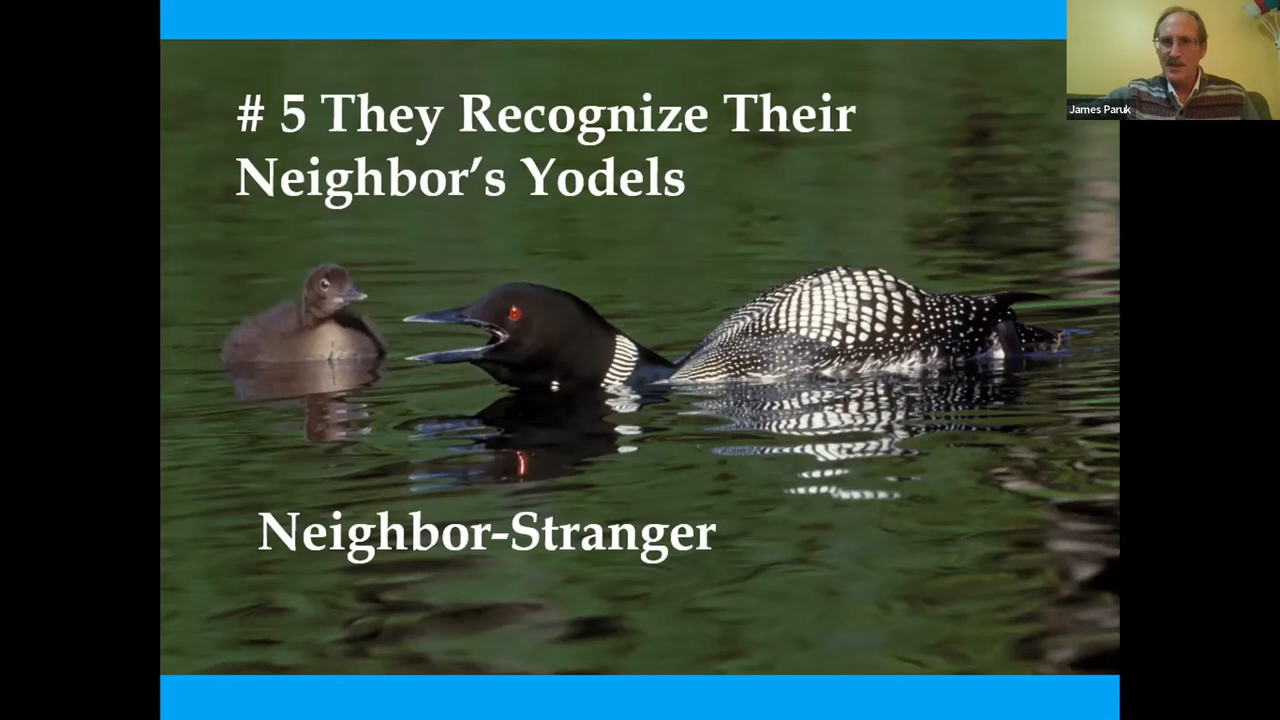 # 5 They Recognize Their
Neighbor's Yodels
James Paruk
Neighbor-Stranger